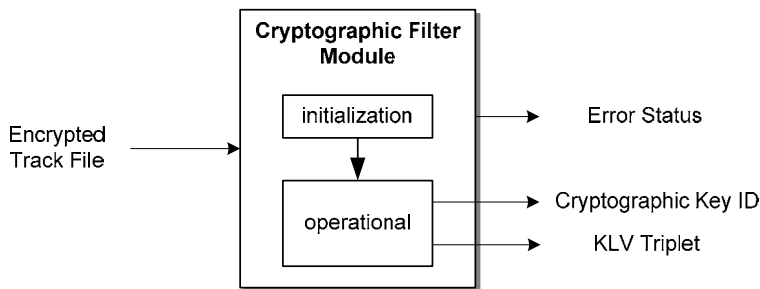 Cryptographic Filter
Module
initialization
operational
Encrypted
Track File
Error Status
Cryptographic Key ID
KLV Triplet